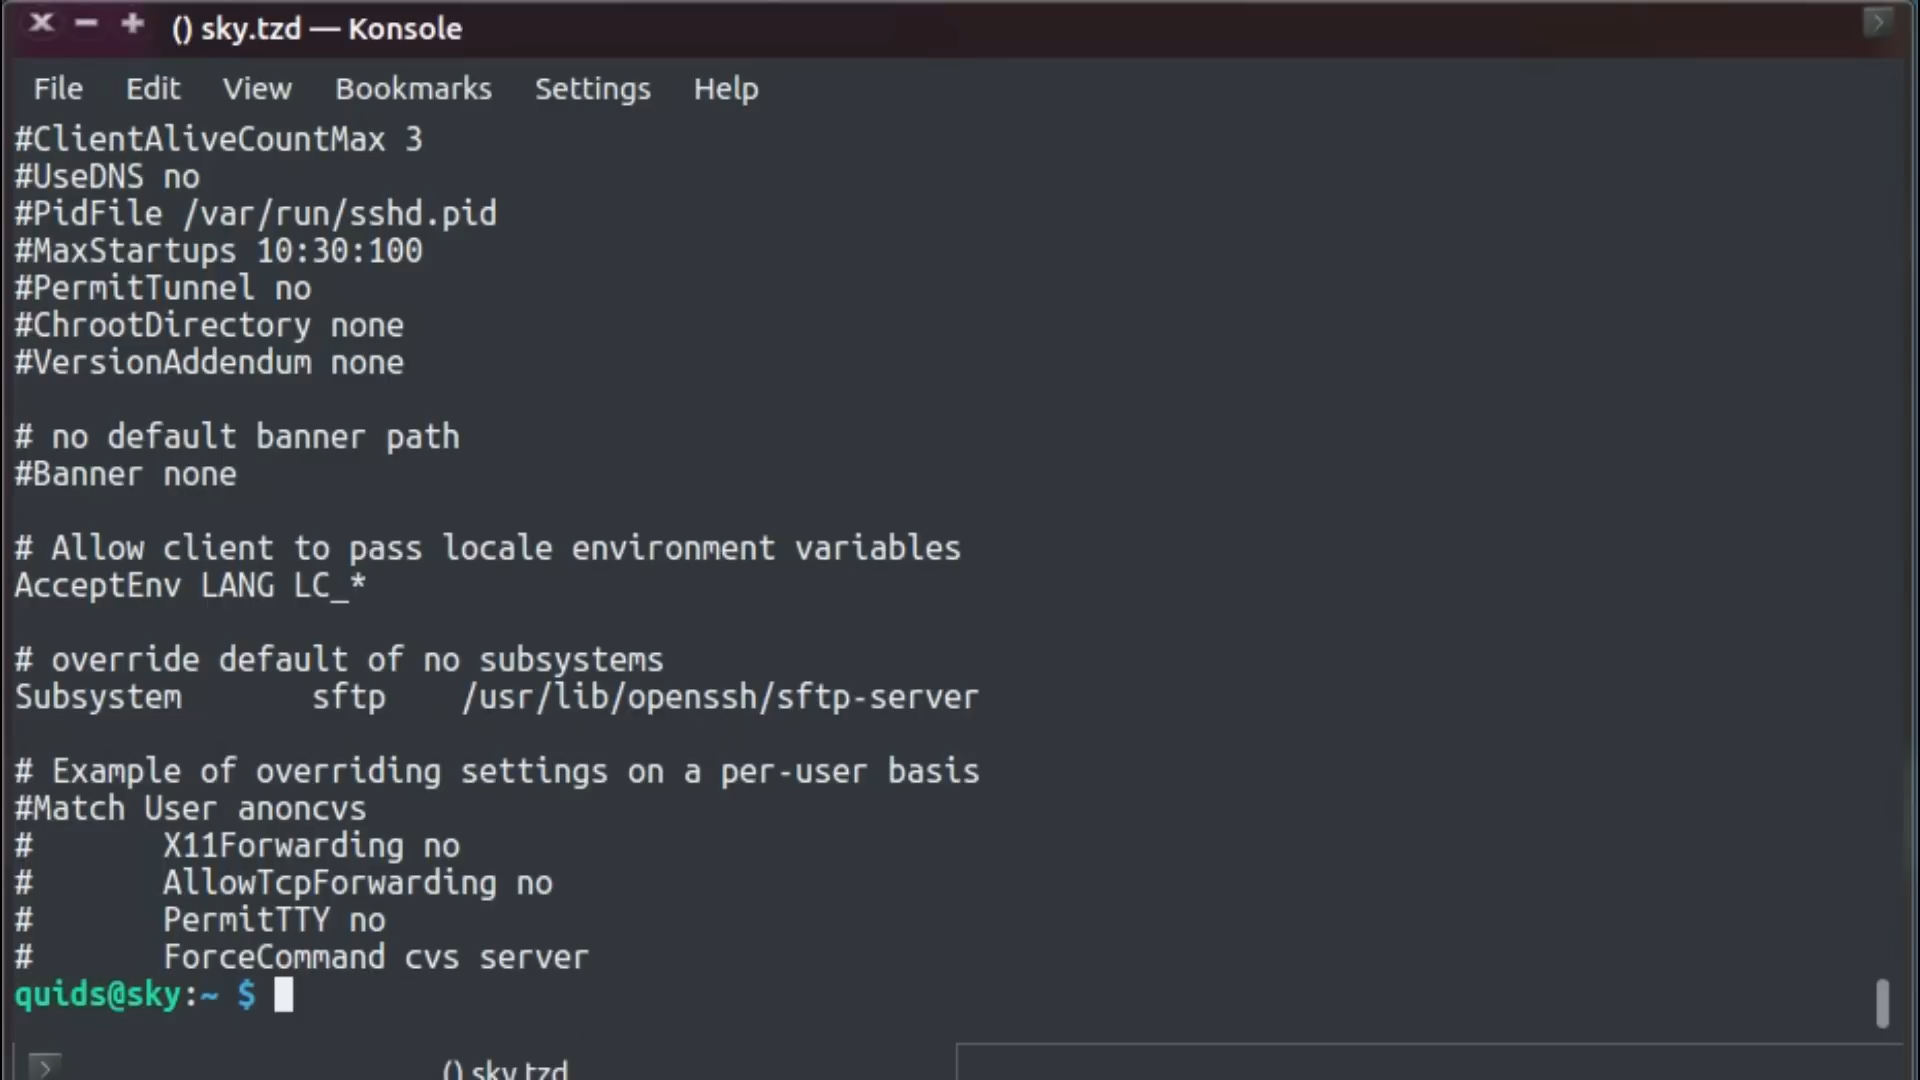 () sky.tzd — Konsole
File Edit View Bookmarks Settings Help
#ClientAliveCountMax 3
#UseDNS no
#PidFile /var/run/sshd.pid
#MaxStartups 10:30:100
#PermitTunnel no
#ChrootDirectory none
#VersionAddendum none
# no default banner path
#Banner none
# Allow client to pass locale environment variables
AcceptEnv LANG LC_*
# override default of no subsystems
Subsystem       sftp    /usr/lib/openssh/sftp-server
# Example of overriding settings on a per-user basis
#Match User anoncvs
#       X11Forwarding no
#       AllowTcpForwarding no
#       PermitTTY no
#       ForceCommand cvs server
quids@sky:~ $
() sky.tzd